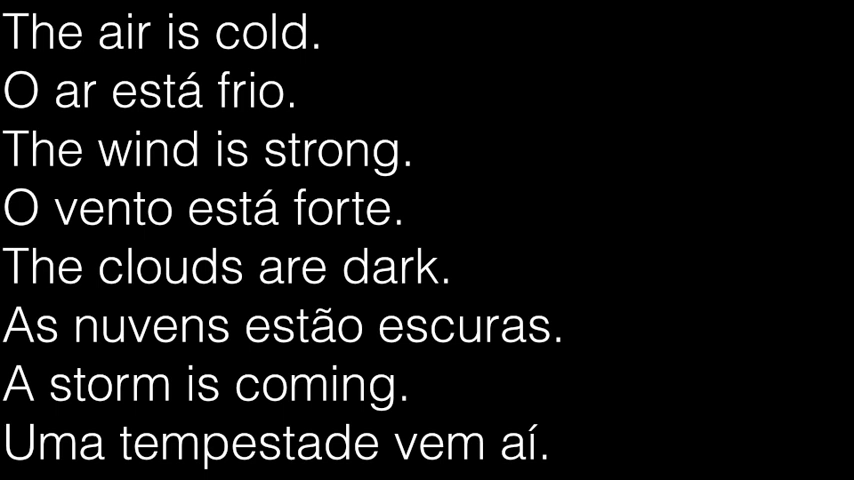 The air is cold.
O ar está frio.
The wind is strong.
O vento está forte.
The clouds are dark.
As nuvens estão escuras.
A storm is coming.
Uma tempestade vem aí.